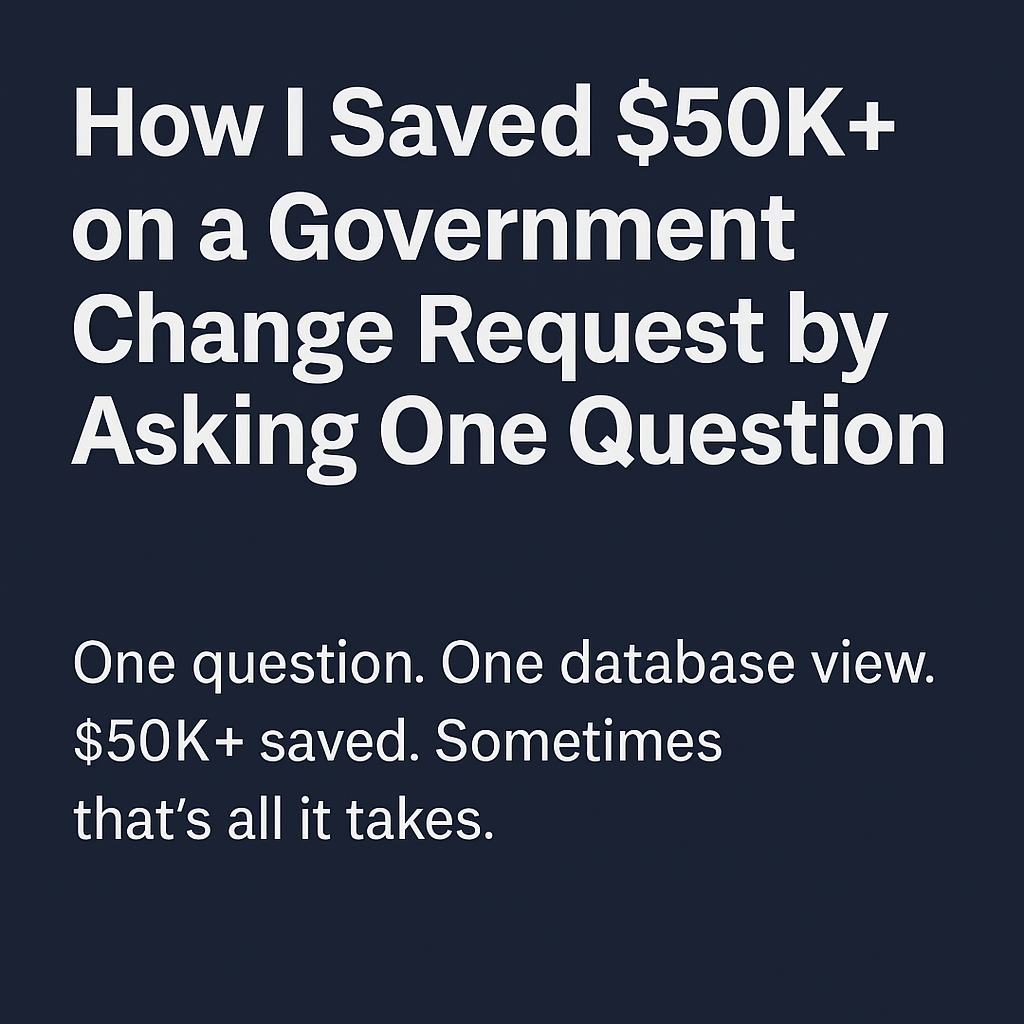 How I Saved $50K+
on a Government
Change Request by
Asking One Question
One question. One database view.
$50K+ saved. Sometimes
that’s all it takes.